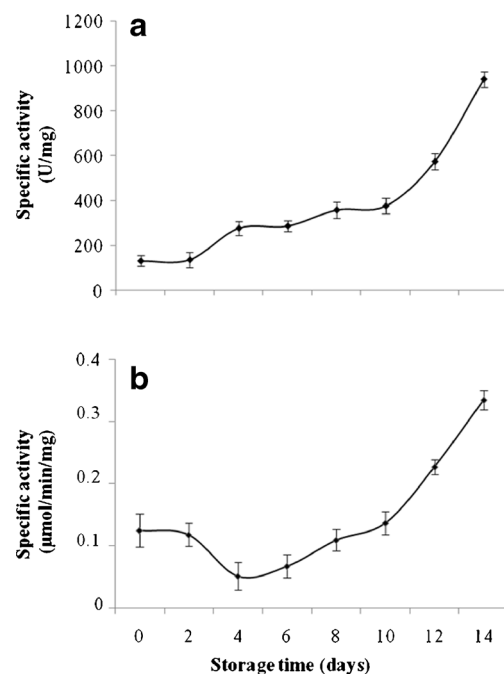 a
1200
1000
800
600
400
200
0
Specific activity
(U/mg)
b
0.4
0.3
0.2
0.1
0
Specific activity
(µmol/min/mg)
0 2 4 6 8 10 12 14
Storage time (days)